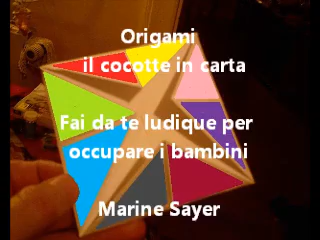 Origami
il cocotte in carta
Fai da te ludique per
occupare i bambini
Marine Sayer